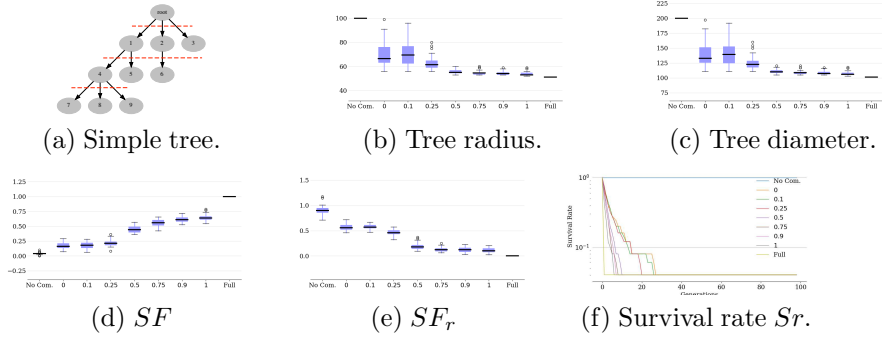 root
1 2 3
4 5 6
7 8 9
(a) Simple tree.
100
80
60
40
No Com. 0 0.1 0.25 0.5 0.75 0.9 1 Full
(b) Tree radius.
225
200
175
150
125
100
75
No Com. 0 0.1 0.25 0.5 0.75 0.9 1 Full
(c) Tree diameter.
1.25
1.00
0.75
0.50
0.25
0.00
−0.25
No Com. 0 0.1 0.25 0.5 0.75 0.9 1 Full
(d) SF
1.5
1.0
0.5
0.0
No Com. 0 0.1 0.25 0.5 0.75 0.9 1 Full
(e) SFr
Survival Rate
10⁰
10⁻¹
No Com.
0
0.1
0.25
0.5
0.75
0.9
1
Full
0 20 40 60 80 100
Generations
(f) Survival rate Sr.